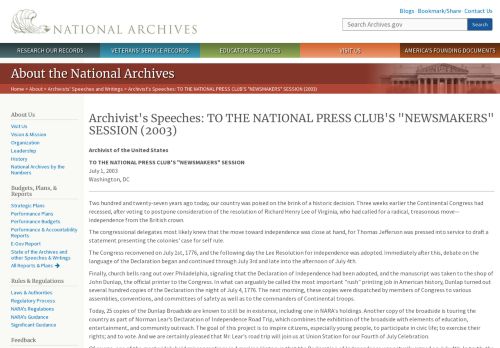 Blogs · Bookmark/Share · Contact Us
NATIONAL ARCHIVES
Search Archives.gov
Search
RESEARCH OUR RECORDS
VETERANS' SERVICE RECORDS
EDUCATOR RESOURCES
VISIT US
AMERICA'S FOUNDING DOCUMENTS
About the National Archives
Home > About > Archivists' Speeches and Writings > Archivist's Speeches: TO THE NATIONAL PRESS CLUB'S "NEWSMAKERS" SESSION (2003)
About Us
Visit Us
Vision & Mission
Organization
Leadership
History
National Archives by the
Numbers
Budgets, Plans, &
Reports
Strategic Plans
Performance Plans
Performance Budgets
Performance & Accountability
Reports
E-Gov Report
State of the Archives and
other Speeches & Writings
All Reports & Plans
Rules & Regulations
Laws & Authorities
Regulatory Process
NARA's Regulations
NARA's Guidance
Significant Guidance
Feedback
Archivist's Speeches: TO THE NATIONAL PRESS CLUB'S "NEWSMAKERS"
SESSION (2003)
Archivist of the United States
TO THE NATIONAL PRESS CLUB'S "NEWSMAKERS" SESSION
July 1, 2003
Washington, DC
Two hundred and twenty-seven years ago today, our country was poised on the brink of a historic decision. Three weeks earlier the Continental Congress had
recessed, after voting to postpone consideration of the resolution of Richard Henry Lee of Virginia, who had called for a radical, treasonous move—
independence from the British crown.
The congressional delegates most likely knew that the move toward independence was close at hand, for Thomas Jefferson was pressed into service to draft a
statement presenting the colonies' case for self rule.
The Congress reconvened on July 1st, 1776, and the following day the Lee Resolution for independence was adopted. Immediately after this, debate on the
language of the Declaration began and continued through July 3rd and late into the afternoon of July 4th.
Finally, church bells rang out over Philadelphia, signaling that the Declaration of Independence had been adopted, and the manuscript was taken to the shop of
John Dunlap, the official printer to the Congress. In what can arguably be called the most important "rush" printing job in American history, Dunlap turned out
several hundred copies of the Declaration the night of July 4, 1776. The next morning, these copies were dispatched by members of Congress to various
assemblies, conventions, and committees of safety as well as to the commanders of Continental troops.
Today, 25 copies of the Dunlap Broadside are known to still be in existence, including one in NARA's holdings. Another copy of the broadside is touring the
country as part of Norman Lear's Declaration of Independence Road Trip, which combines the exhibition of the broadside with elements of education,
entertainment, and community outreach. The goal of this project is to inspire citizens, especially young people, to participate in civic life; to exercise their
rights; and to vote. And we are certainly pleased that Mr Lear's road trip will join us at Union Station for our Fourth of July Celebration.